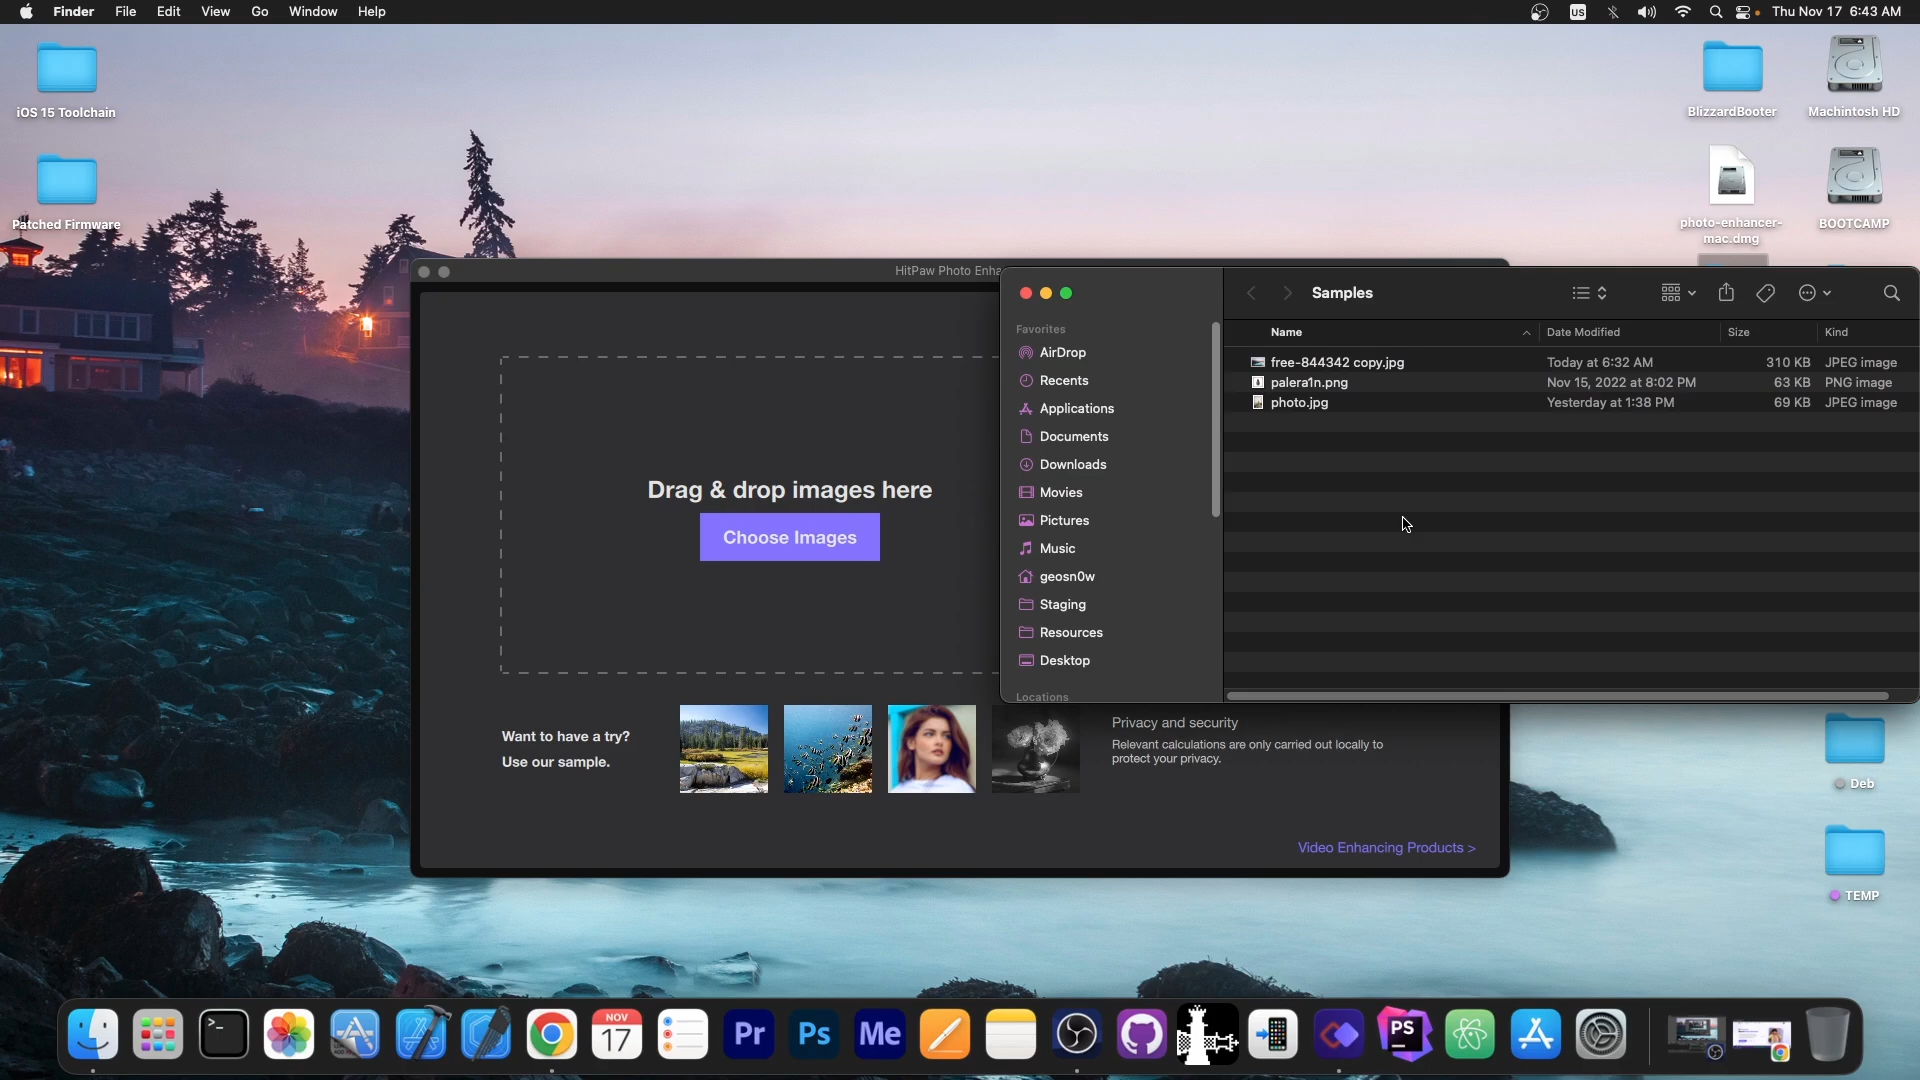 Finder File Edit View Go Window Help
US
Thu Nov 17 6:43 AM
iOS 15 Toolchain
BlizzardBooter
Machintosh HD
Patched Firmware
photo-enhancer-
mac.dmg
BOOTCAMP
HitPaw Photo Enha
Samples
Favorites
Name
Date Modified
Size
Kind
AirDrop
Recents
Applications
Documents
Downloads
Movies
Pictures
Music
geosn0w
Staging
Resources
Desktop
Locations
free-844342 copy.jpg Today at 6:32 AM 310 KB JPEG image
palera1n.png Nov 15, 2022 at 8:02 PM 63 KB PNG image
photo.jpg Yesterday at 1:38 PM 69 KB JPEG image
Drag & drop images here
Choose Images
Want to have a try?
Use our sample.
Privacy and security
Relevant calculations are only carried out locally to
protect your privacy.
Video Enhancing Products >
Deb
TEMP
NOV
17
Pr
Ps
Me
PS